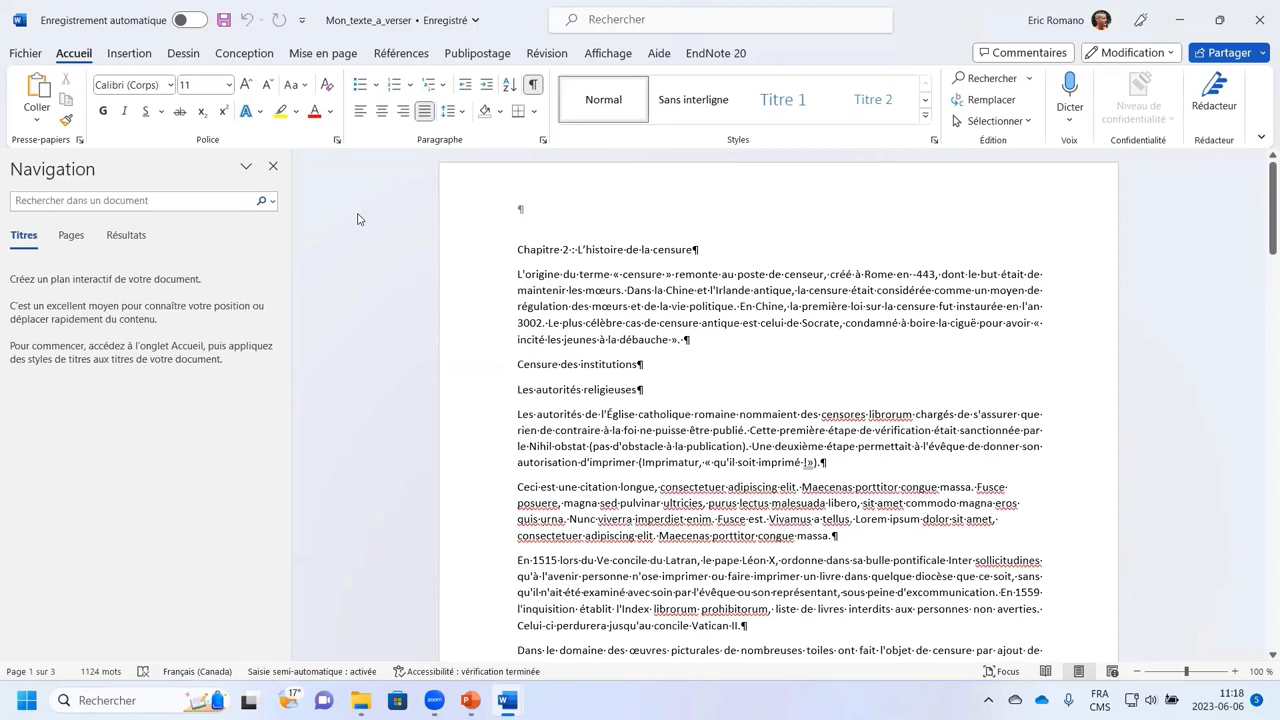 Enregistrement automatique
Mon_texte_a_verser • Enregistré
Rechercher
Eric Romano
Fichier Accueil Insertion Dessin Conception Mise en page Références Publipostage Révision Affichage Aide EndNote 20
Commentaires Modification Partager
Coller
Presse-papiers
Calibri (Corps) 11
G I S ab x₂ x²
Police
Paragraphe
Normal Sans interligne Titre 1 Titre 2
Styles
Rechercher
Remplacer
Sélectionner
Édition
Dicter
Voix
Niveau de
confidentialité
Confidentialité
Rédacteur
Rédacteur
Navigation
Rechercher dans un document
Titres Pages Résultats
Créez un plan interactif de votre document.
C'est un excellent moyen pour connaître votre position ou
déplacer rapidement du contenu.
Pour commencer, accédez à l'onglet Accueil, puis appliquez
des styles de titres aux titres de votre document.
¶
Chapitre·2·:·L’histoire·de·la·censure¶
L'origine·du·terme·«·censure·»·remonte·au·poste·de·censeur,·créé·à·Rome·en·-443,·dont·le·but·était·de·
maintenir·les·mœurs.·Dans·la·Chine·et·l'Irlande·antique,·la·censure·était·considérée·comme·un·moyen·de·
régulation·des·mœurs·et·de·la·vie·politique.·En·Chine,·la·première·loi·sur·la·censure·fut·instaurée·en·l'an·
3002.·Le·plus·célèbre·cas·de·censure·antique·est·celui·de·Socrate,·condamné·à·boire·la·ciguë·pour·avoir·«·
incité·les·jeunes·à·la·débauche·».·¶
Censure·des·institutions¶
Les·autorités·religieuses¶
Les·autorités·de·l'Église·catholique·romaine·nommaient·des·censores·librorum·chargés·de·s'assurer·que·
rien·de·contraire·à·la·foi·ne·puisse·être·publié.·Cette·première·étape·de·vérification·était·sanctionnée·par·
le·Nihil·obstat·(pas·d'obstacle·à·la·publication).·Une·deuxième·étape·permettait·à·l'évêque·de·donner·son·
autorisation·d'imprimer·(Imprimatur,·«·qu'il·soit·imprimé·!»).¶
Ceci·est·une·citation·longue,·consectetuer·adipiscing·elit.·Maecenas·porttitor·congue·massa.·Fusce·
posuere,·magna·sed·pulvinar·ultricies,·purus·lectus·malesuada·libero,·sit·amet·commodo·magna·eros·
quis·urna.·Nunc·viverra·imperdiet·enim.·Fusce·est.·Vivamus·a·tellus.·Lorem·ipsum·dolor·sit·amet,·
consectetuer·adipiscing·elit.·Maecenas·porttitor·congue·massa.¶
En·1515·lors·du·Ve·concile·du·Latran,·le·pape·Léon·X,·ordonne·dans·sa·bulle·pontificale·Inter·sollicitudines·
qu'à·l'avenir·personne·n'ose·imprimer·ou·faire·imprimer·un·livre·dans·quelque·diocèse·que·ce·soit,·sans·
qu'il·n'ait·été·examiné·avec·soin·par·l'évêque·ou·son·représentant,·sous·peine·d'excommunication.·En·1559·
l'inquisition·établit·l'Index·librorum·prohibitorum,·liste·de·livres·interdits·aux·personnes·non·averties.·
Celui-ci·perdurera·jusqu'au·concile·Vatican·II.¶
Dans·le·domaine·des·œuvres·picturales·de·nombreuses·toiles·ont·fait·l'objet·de·censure·par·ajout·de·
Page 1 sur 3 1124 mots Français (Canada) Saisie semi-automatique : activée Accessibilité : vérification terminée Focus 100 %
Rechercher 17° zoom FRA
CMS
11:18
2023-06-06
5